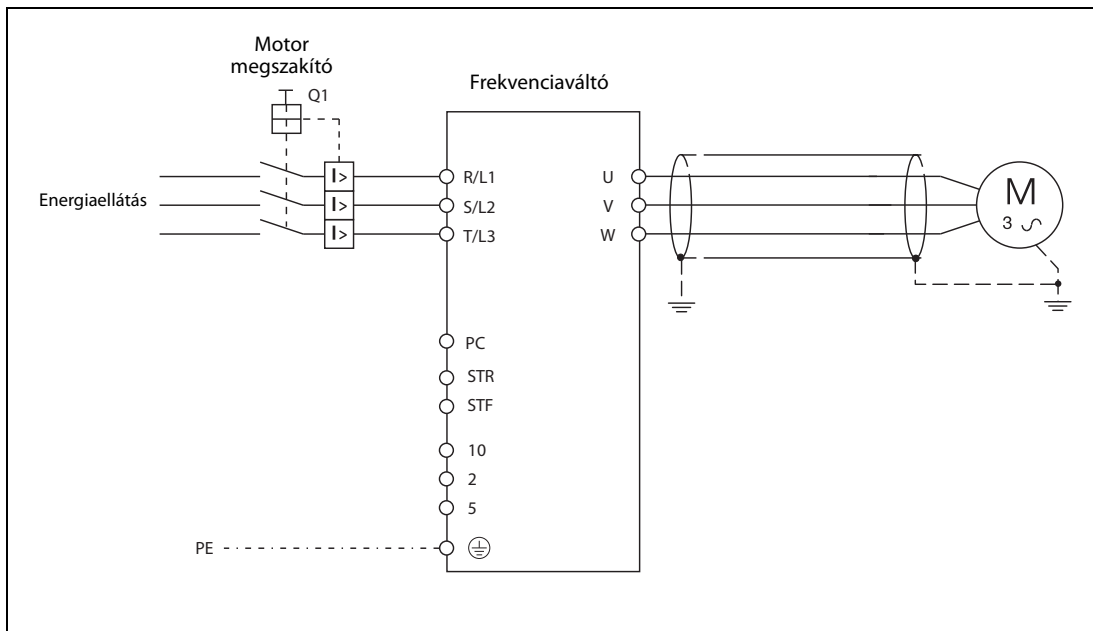 Motor
megszakító
Q1
Frekvenciaváltó
Energiaellátás
I>
I>
I>
R/L1
S/L2
T/L3
U
V
W
M
3
PC
STR
STF
10
2
5
PE